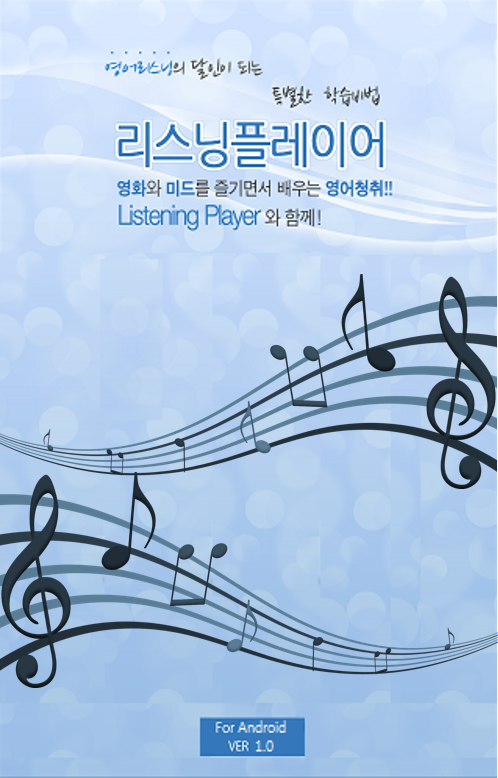 영어리스닝의 달인이 되는
특별한 학습비법
리스닝플레이어
영화와 미드를 즐기면서 배우는 영어청취!!
Listening Player 와 함께!
For Android
VER 1.0